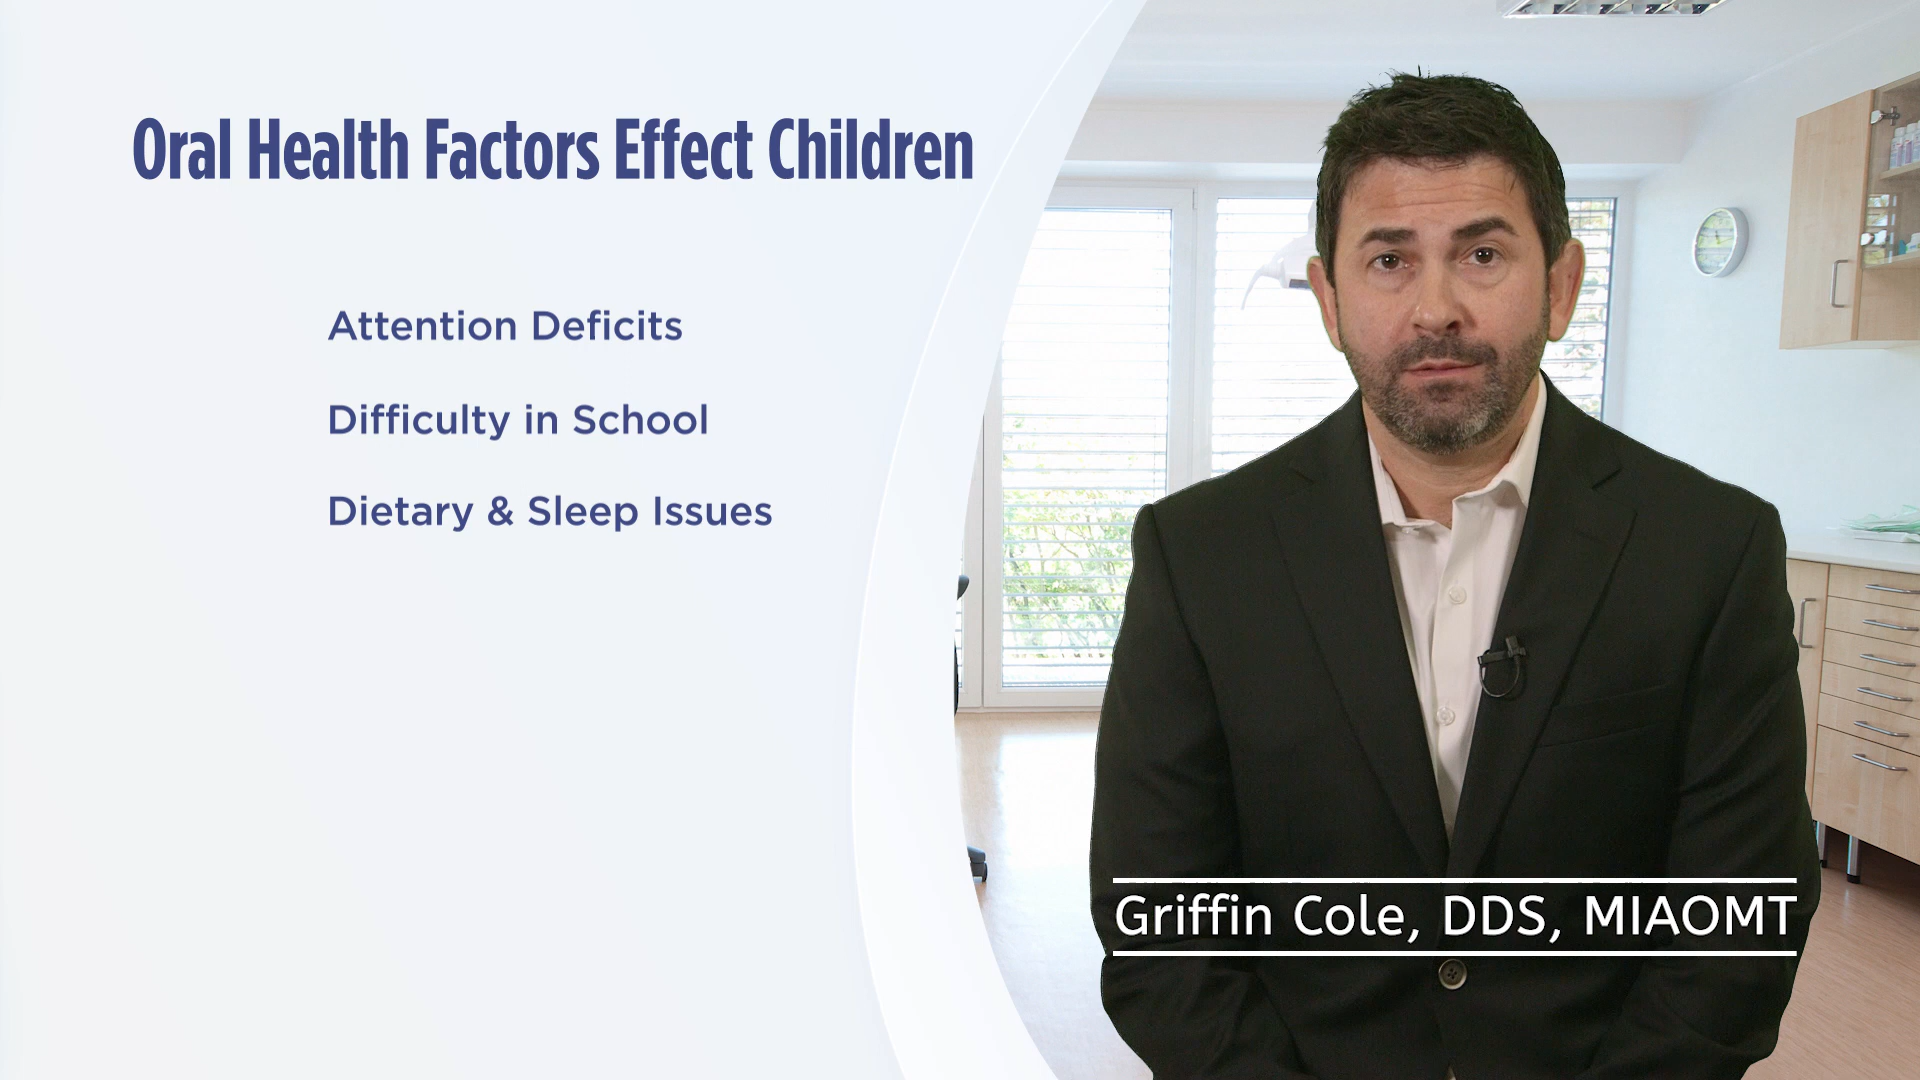 Oral Health Factors Effect Children
Attention Deficits
Difficulty in School
Dietary & Sleep Issues
Griffin Cole, DDS, MIAOMT